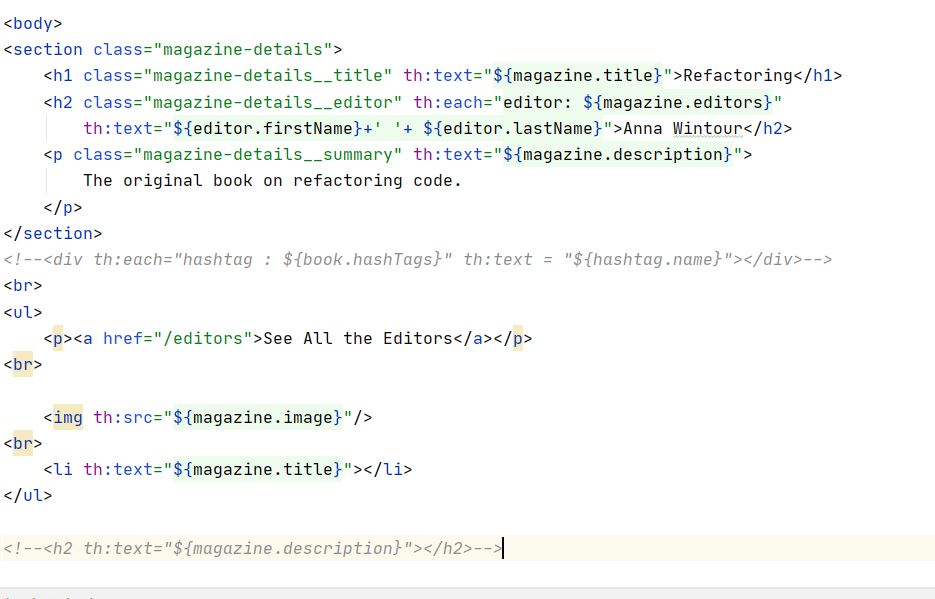 <body>
<section class="magazine-details">
    <h1 class="magazine-details__title" th:text="${magazine.title}">Refactoring</h1>
    <h2 class="magazine-details__editor" th:each="editor: ${magazine.editors}"
        th:text="${editor.firstName}+' '+ ${editor.lastName}">Anna Wintour</h2>
    <p class="magazine-details__summary" th:text="${magazine.description}">
        The original book on refactoring code.
    </p>
</section>
<!--<div th:each="hashtag : ${book.hashTags}" th:text = "${hashtag.name}"></div>-->
<br>
<ul>
    <p><a href="/editors">See All the Editors</a></p>
<br>
    <img th:src="${magazine.image}"/>
<br>
    <li th:text="${magazine.title}"></li>
</ul>
<!--<h2 th:text="${magazine.description}"></h2>-->